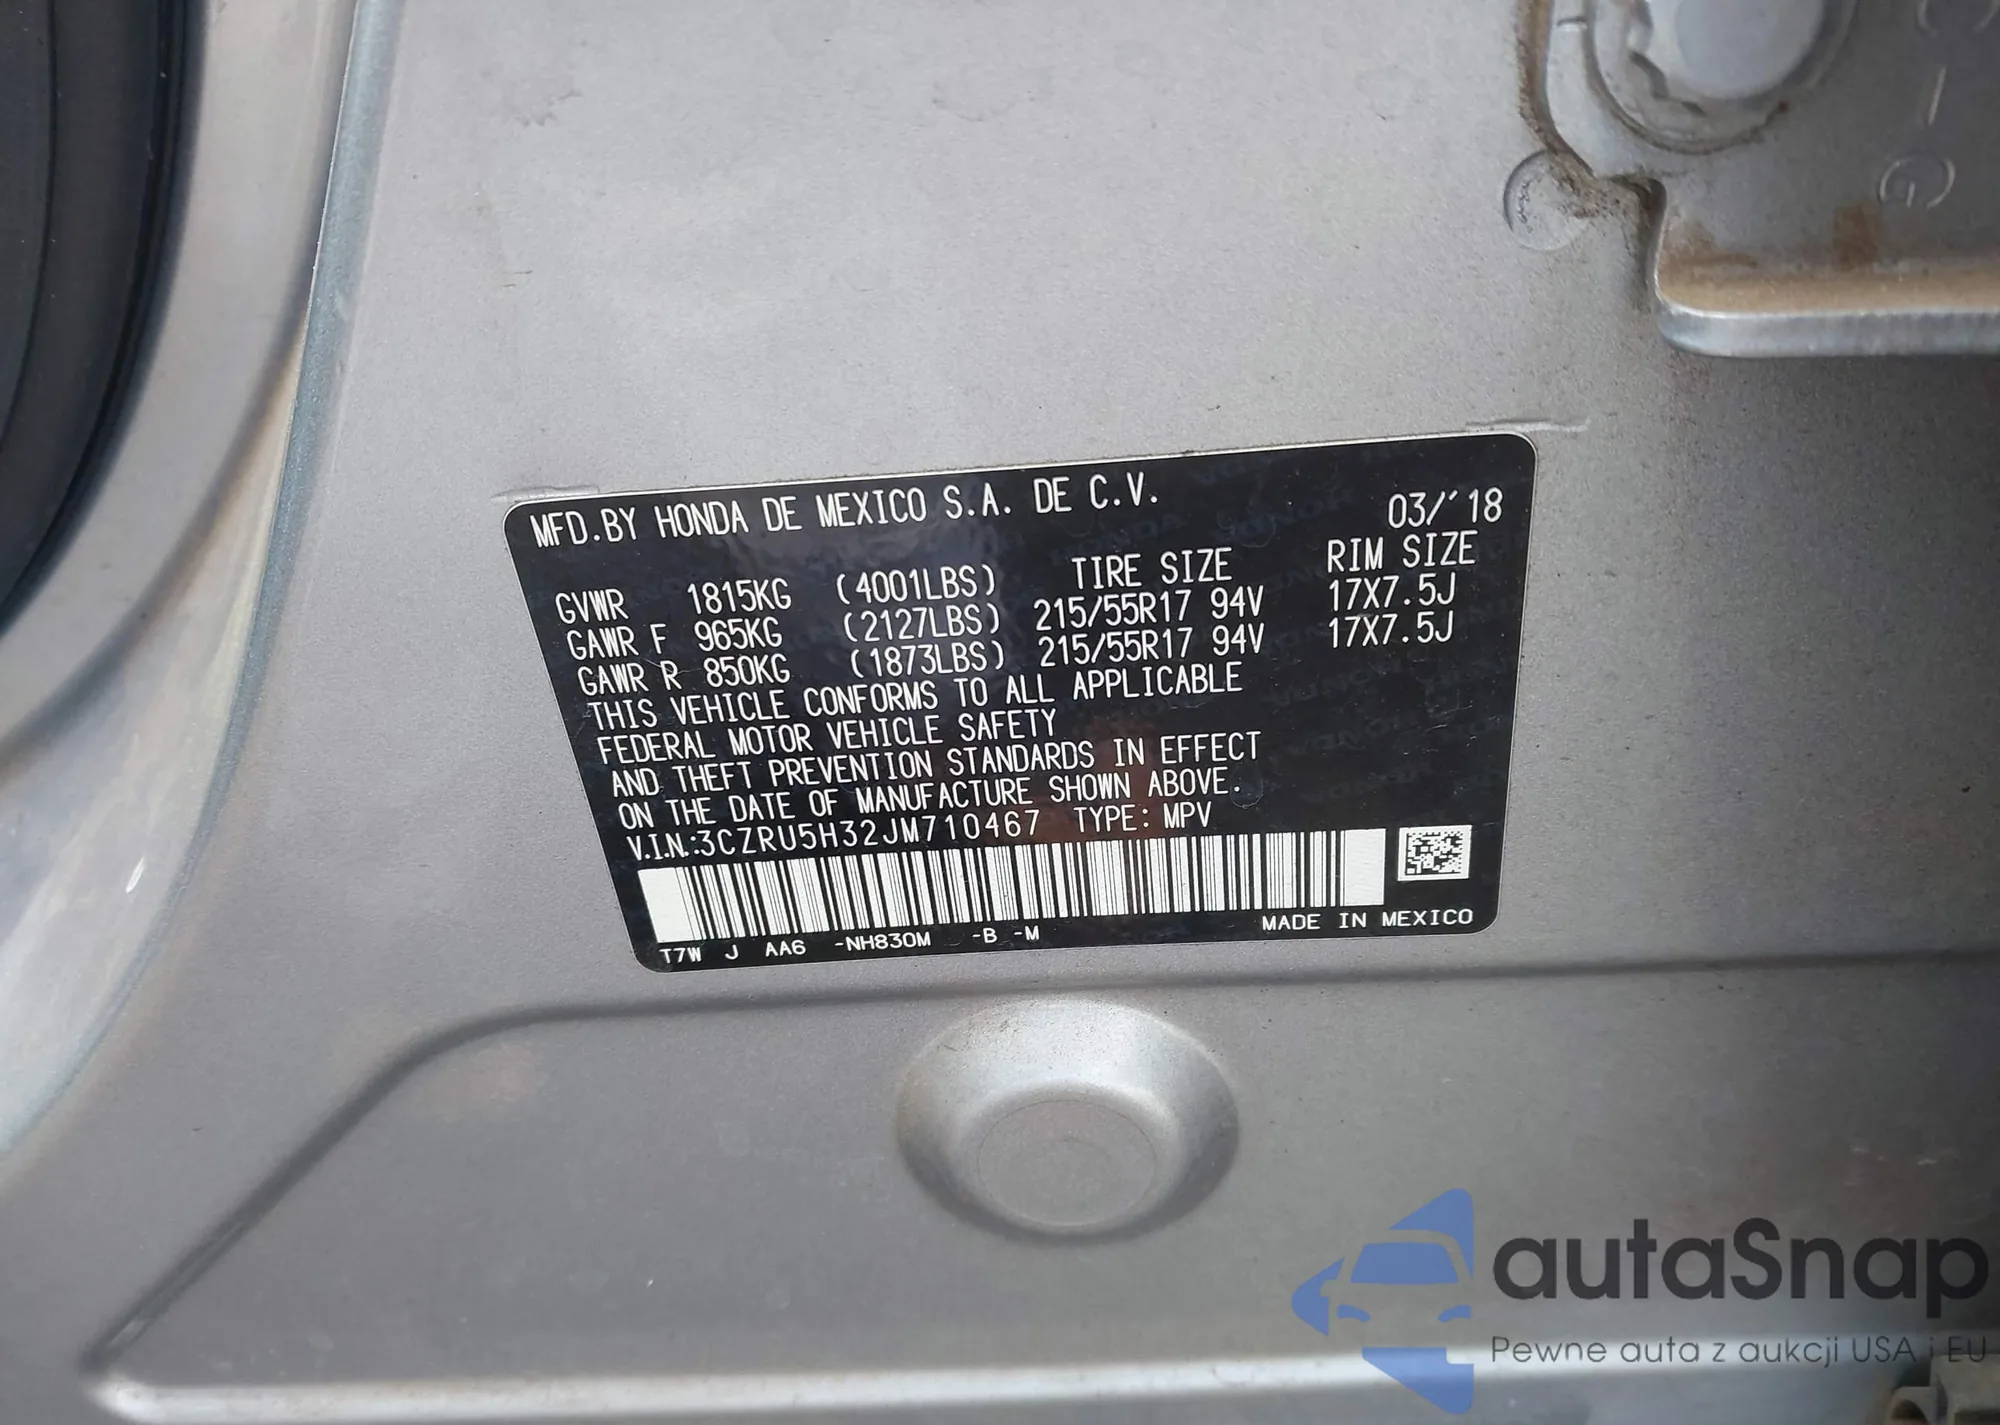 MFD.BY HONDA DE MEXICO S.A. DE C.V. 03/'18
TIRE SIZE RIM SIZE
GVWR 1815KG (4001LBS)
GAWR F 965KG (2127LBS) 215/55R17 94V 17X7.5J
GAWR R 850KG (1873LBS) 215/55R17 94V 17X7.5J
THIS VEHICLE CONFORMS TO ALL APPLICABLE
FEDERAL MOTOR VEHICLE SAFETY
AND THEFT PREVENTION STANDARDS IN EFFECT
ON THE DATE OF MANUFACTURE SHOWN ABOVE.
V.I.N.:3CZRU5H32JM710467 TYPE: MPV
MADE IN MEXICO
T7W J AA6 -NH830M -B -M
autaSnap
Pewne auta z aukcji USA i EU